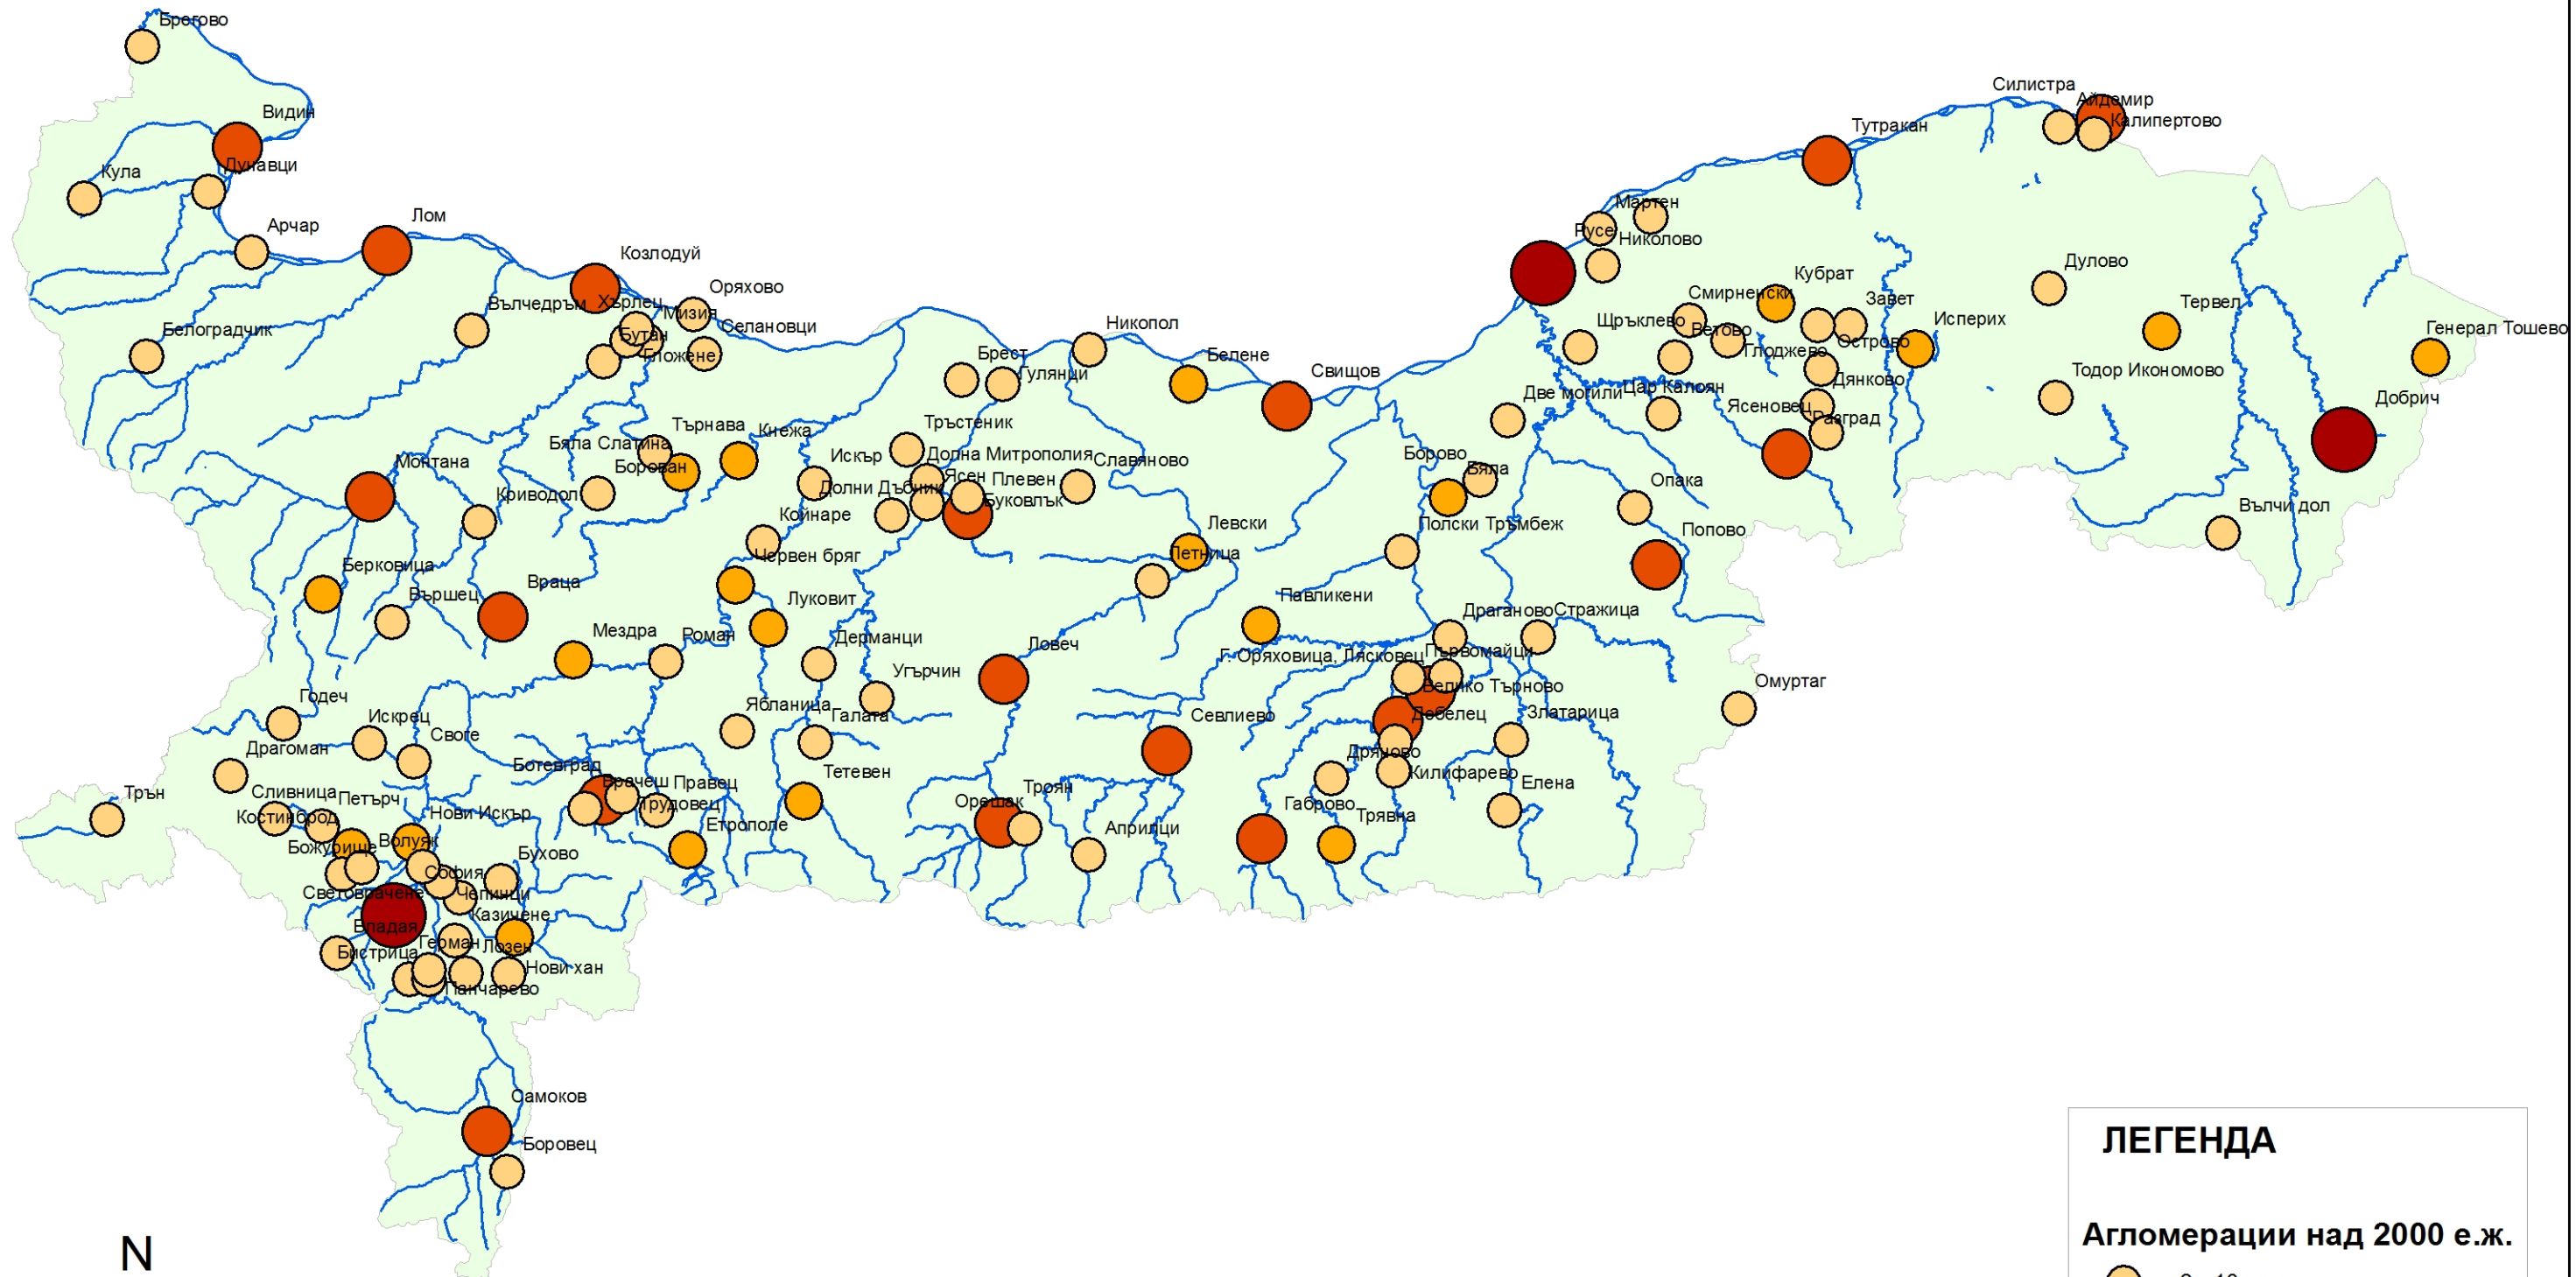 Брегово
Видин
Силистра
Айдемир
Калипертово
Тутракан
Дунавци
Кула
Мартен
Русе
Николово
Арчар
Лом
Козлодуй
Дулово
Кубрат
Оряхово
Смирненски
Завет
Тервел
Вълчедръм
Хърлец
Мизия
Селановци
Никопол
Щръклево
Ветово
Исперих
Генерал Тошево
Белоградчик
Бутан
Гложене
Брест
Гулянци
Белене
Глоджево
Острово
Свищов
Тодор Икономово
Дянково
Две могили
Цар Калоян
Добрич
Ясеновец
Разград
Търнава
Кнежа
Тръстеник
Бяла Слатина
Борован
Искър
Долна Митрополия
Славяново
Борово
Бяла
Монтана
Криводол
Долни Дъбник
Ясен
Плевен
Буковлък
Опака
Койнаре
Левски
Полски Тръмбеж
Попово
Вълчи дол
Червен бряг
Летница
Берковица
Вършец
Враца
Луковит
Павликени
Драганово
Стражица
Мездра
Роман
Дерманци
Ловеч
Г. Оряховица, Лясковец
Първомайци
Угърчин
Велико Търново
Омуртаг
Годеч
Искрец
Ябланица
Галата
Севлиево
Дебелец
Златарица
Драгоман
Своге
Дряново
Килифарево
Ботевград
Врачеш
Правец
Тетевен
Елена
Трън
Сливница
Петърч
Трудовец
Орешак
Троян
Габрово
Трявна
Костинброд
Нови Искър
Етрополе
Априлци
Божурище
Волуяк
Бухово
София
Световрачене
Чепинци
Казичене
Владая
Герман
Лозен
Бистрица
Нови хан
Панчарево
Самоков
Боровец
ЛЕГЕНДА
Агломерации над 2000 е.ж.
N